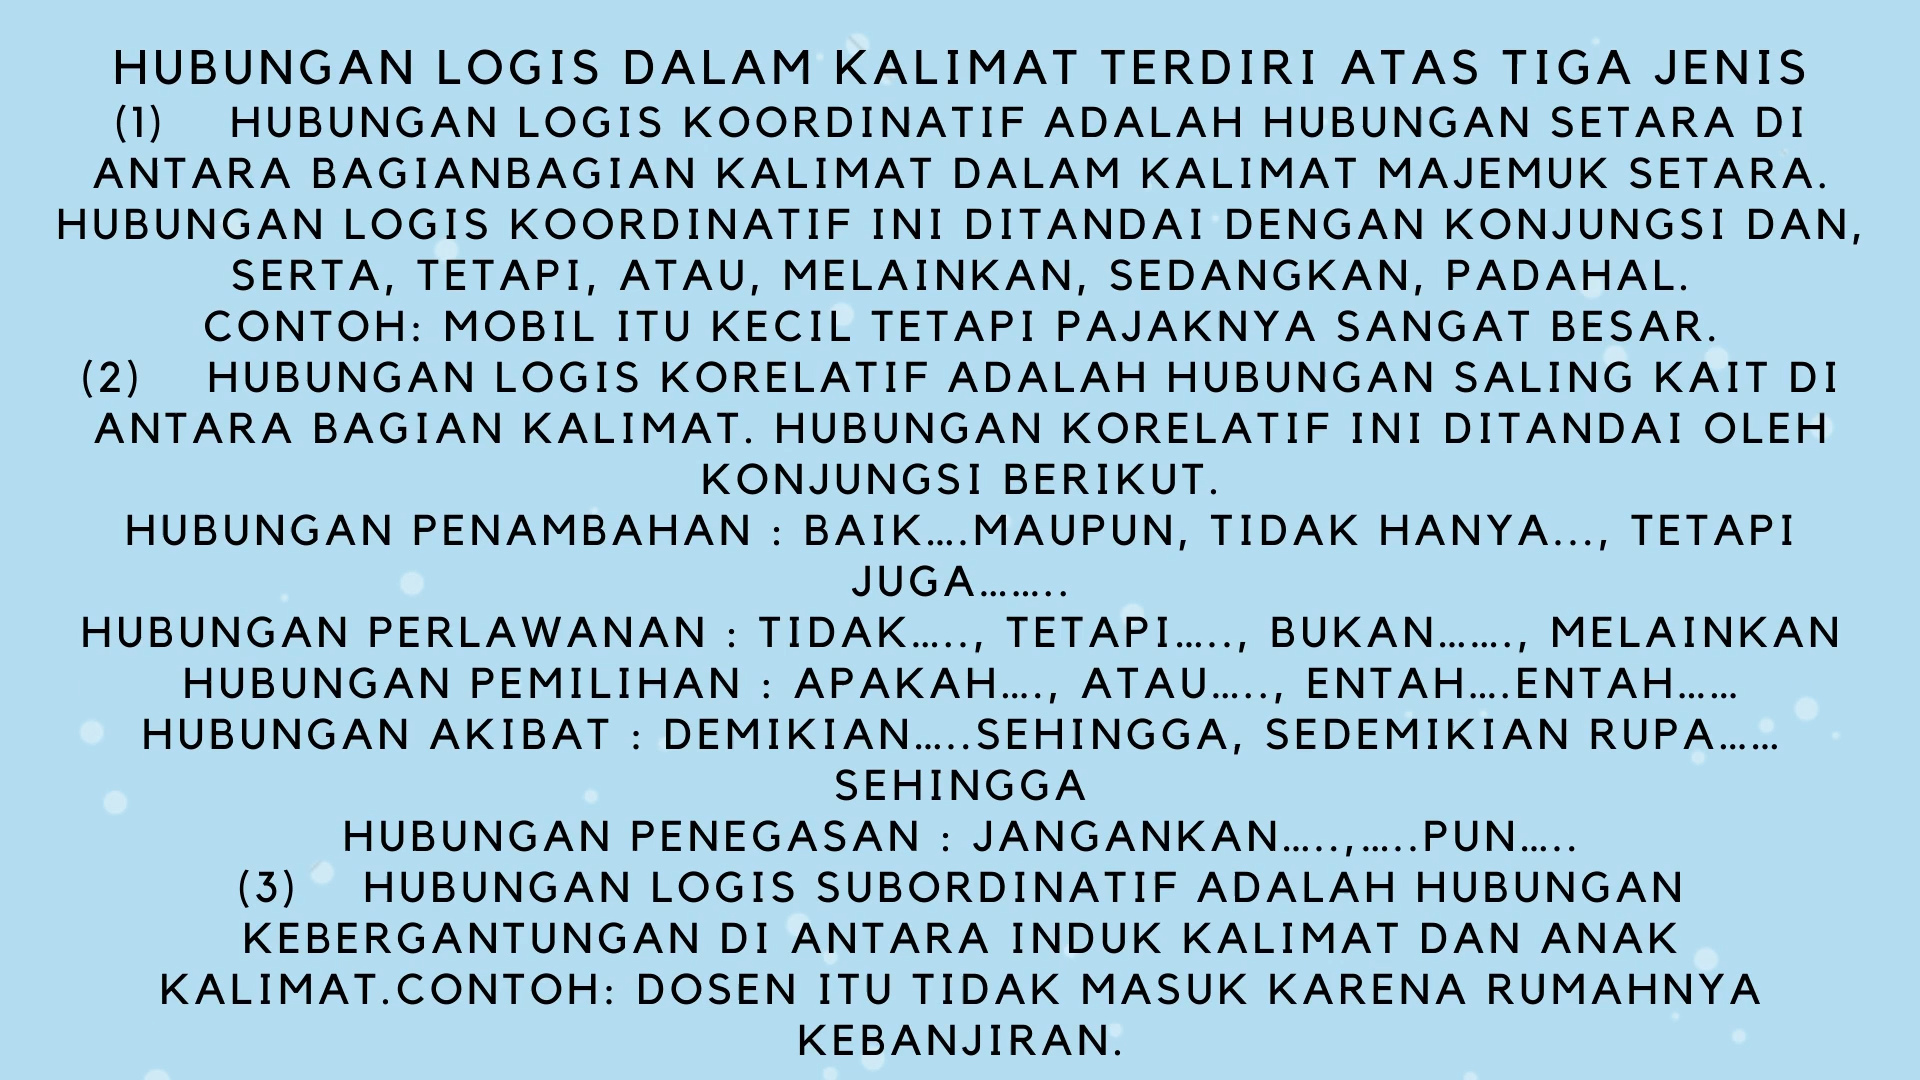 HUBUNGAN LOGIS DALAM KALIMAT TERDIRI ATAS TIGA JENIS
(1) HUBUNGAN LOGIS KOORDINATIF ADALAH HUBUNGAN SETARA DI
ANTARA BAGIANBAGIAN KALIMAT DALAM KALIMAT MAJEMUK SETARA.
HUBUNGAN LOGIS KOORDINATIF INI DITANDAI DENGAN KONJUNGSI DAN,
SERTA, TETAPI, ATAU, MELAINKAN, SEDANGKAN, PADAHAL.
CONTOH: MOBIL ITU KECIL TETAPI PAJAKNYA SANGAT BESAR.
(2) HUBUNGAN LOGIS KORELATIF ADALAH HUBUNGAN SALING KAIT DI
ANTARA BAGIAN KALIMAT. HUBUNGAN KORELATIF INI DITANDAI OLEH
KONJUNGSI BERIKUT.
HUBUNGAN PENAMBAHAN : BAIK….MAUPUN, TIDAK HANYA..., TETAPI
JUGA……..
HUBUNGAN PERLAWANAN : TIDAK….., TETAPI….., BUKAN……., MELAINKAN
HUBUNGAN PEMILIHAN : APAKAH…., ATAU….., ENTAH….ENTAH……
HUBUNGAN AKIBAT : DEMIKIAN…..SEHINGGA, SEDEMIKIAN RUPA……
SEHINGGA
HUBUNGAN PENEGASAN : JANGANKAN…..,…..PUN…..
(3) HUBUNGAN LOGIS SUBORDINATIF ADALAH HUBUNGAN
KEBERGANTUNGAN DI ANTARA INDUK KALIMAT DAN ANAK
KALIMAT.CONTOH: DOSEN ITU TIDAK MASUK KARENA RUMAHNYA
KEBANJIRAN.